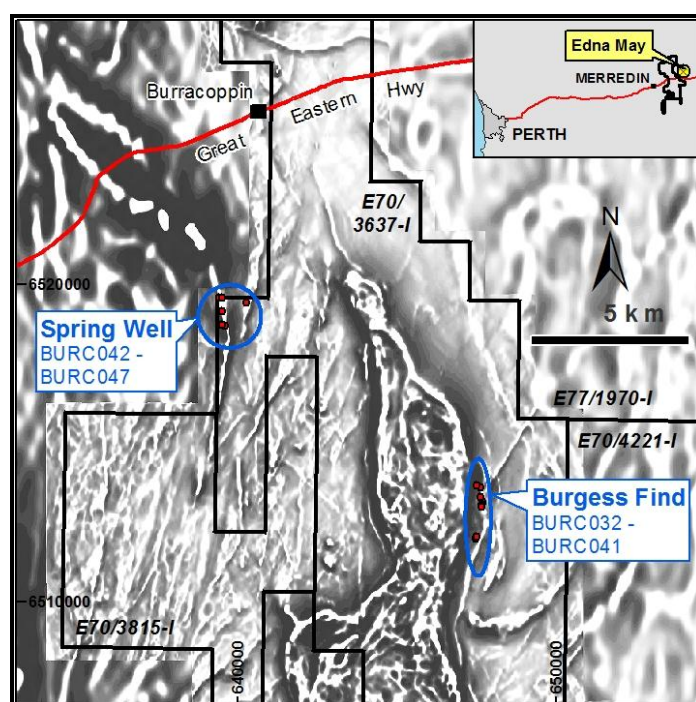 Edna May
MERREDIN
PERTH
Burracoppin
Great Eastern Hwy
E70/
3637-I
N
6520000
5 km
Spring Well
BURC042 -
BURC047
E77/1970-I
E70/4221-I
Burgess Find
BURC032 -
BURC041
6510000
E70/3815-I
640000
650000